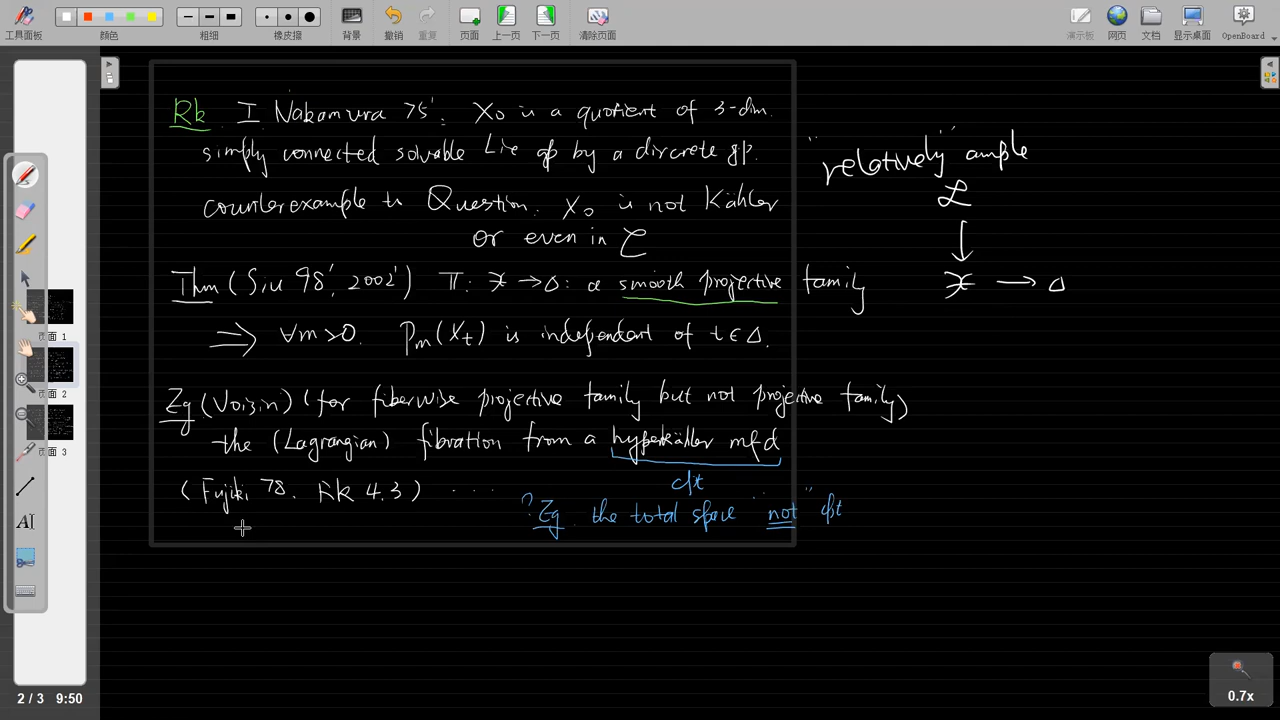 工具面板 颜色 粗细 橡皮擦 背景 撤销 重复 页面 上一页 下一页 清除页面 演示板 网页 文档 显示桌面 OpenBoard
Rk I Nakamura 75': X₀ is a quotient of 3-dim.
simply connected solvable Lie gp by a discrete gp.
counterexample to Question. X₀ is not Kähler
or even in 𝒞
Thm (Siu 98', 2002') π: 𝒳 → Δ: a smooth projective family
⇒ ∀m>0. Pm(Xt) is independent of t∈Δ.
Eg (Voisin) (for fiberwise projective family but not projective family)
the (Lagrangian) fibration from a hyperkähler mfd
cpt
(Fujiki 78. Rk 4.3) ....
?Eg the total space not cpt
"relatively" ample
ℒ
↓
𝒳 → Δ
页面 1
页面 2
页面 3
2 / 3 9:50
0.7x